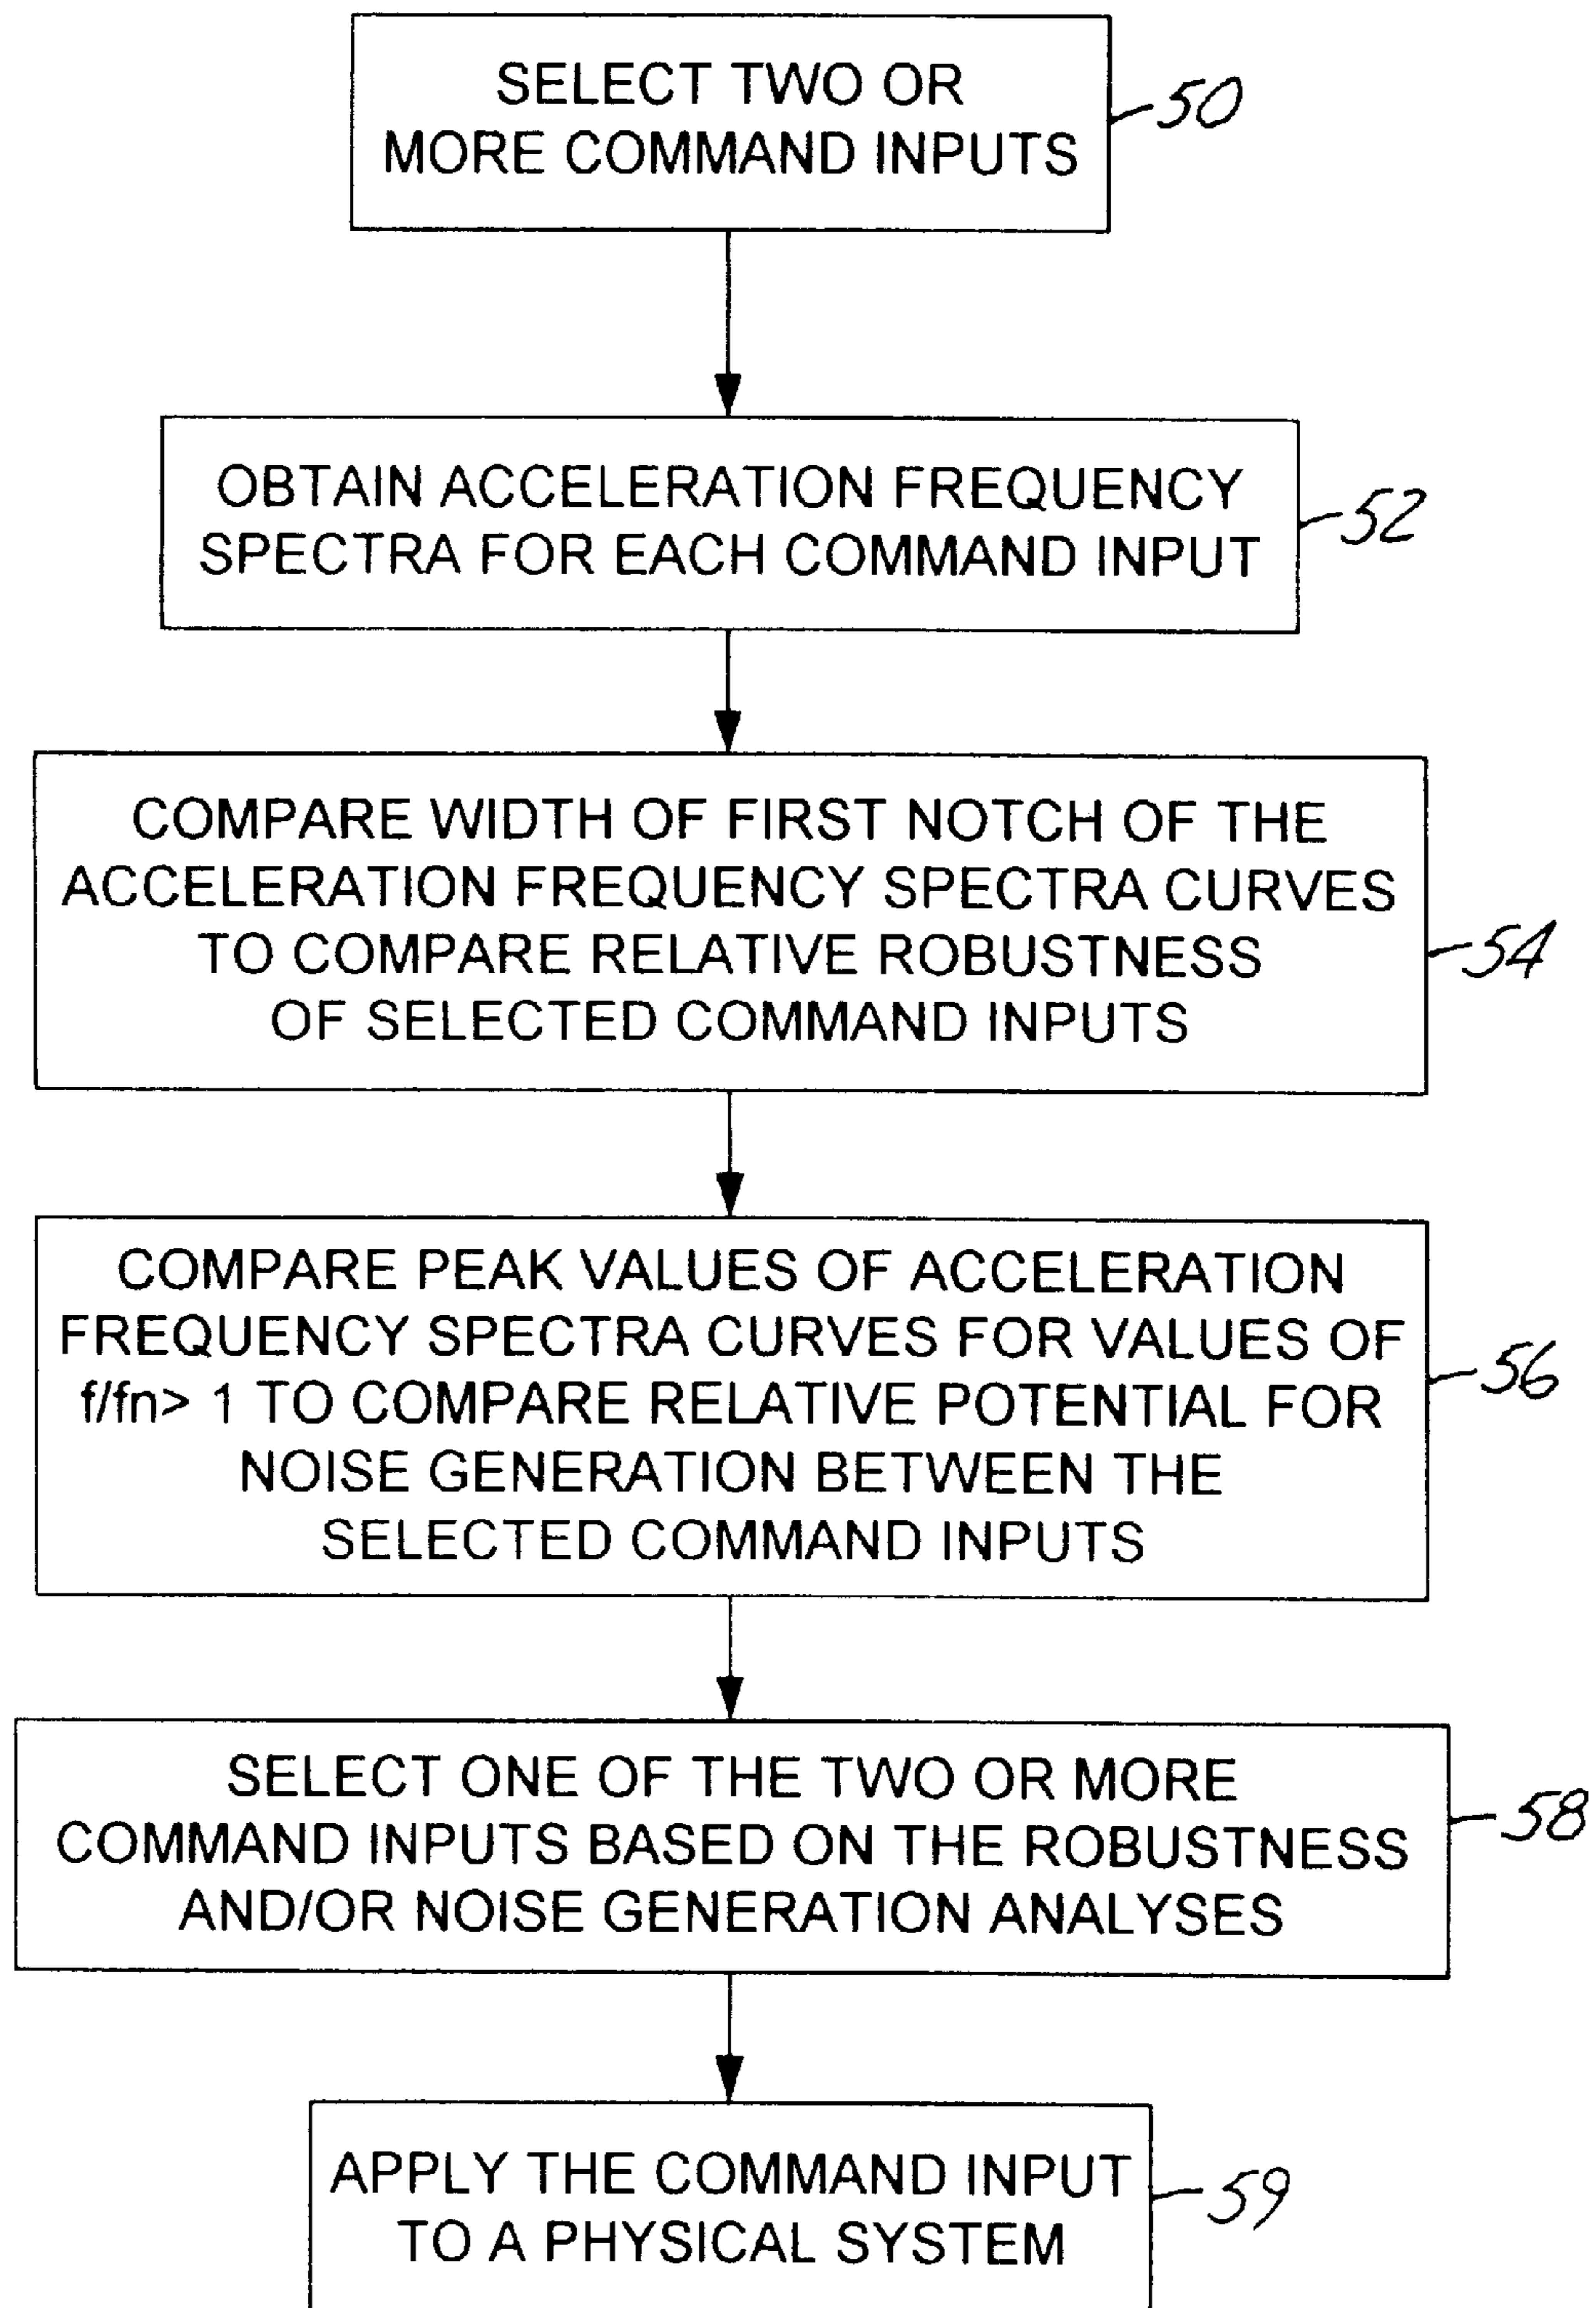 SELECT TWO OR
MORE COMMAND INPUTS
50
OBTAIN ACCELERATION FREQUENCY
SPECTRA FOR EACH COMMAND INPUT
52
COMPARE WIDTH OF FIRST NOTCH OF THE
ACCELERATION FREQUENCY SPECTRA CURVES
TO COMPARE RELATIVE ROBUSTNESS
OF SELECTED COMMAND INPUTS
54
COMPARE PEAK VALUES OF ACCELERATION
FREQUENCY SPECTRA CURVES FOR VALUES OF
f/fn> 1 TO COMPARE RELATIVE POTENTIAL FOR
NOISE GENERATION BETWEEN THE
SELECTED COMMAND INPUTS
56
SELECT ONE OF THE TWO OR MORE
COMMAND INPUTS BASED ON THE ROBUSTNESS
AND/OR NOISE GENERATION ANALYSES
58
APPLY THE COMMAND INPUT
TO A PHYSICAL SYSTEM
59